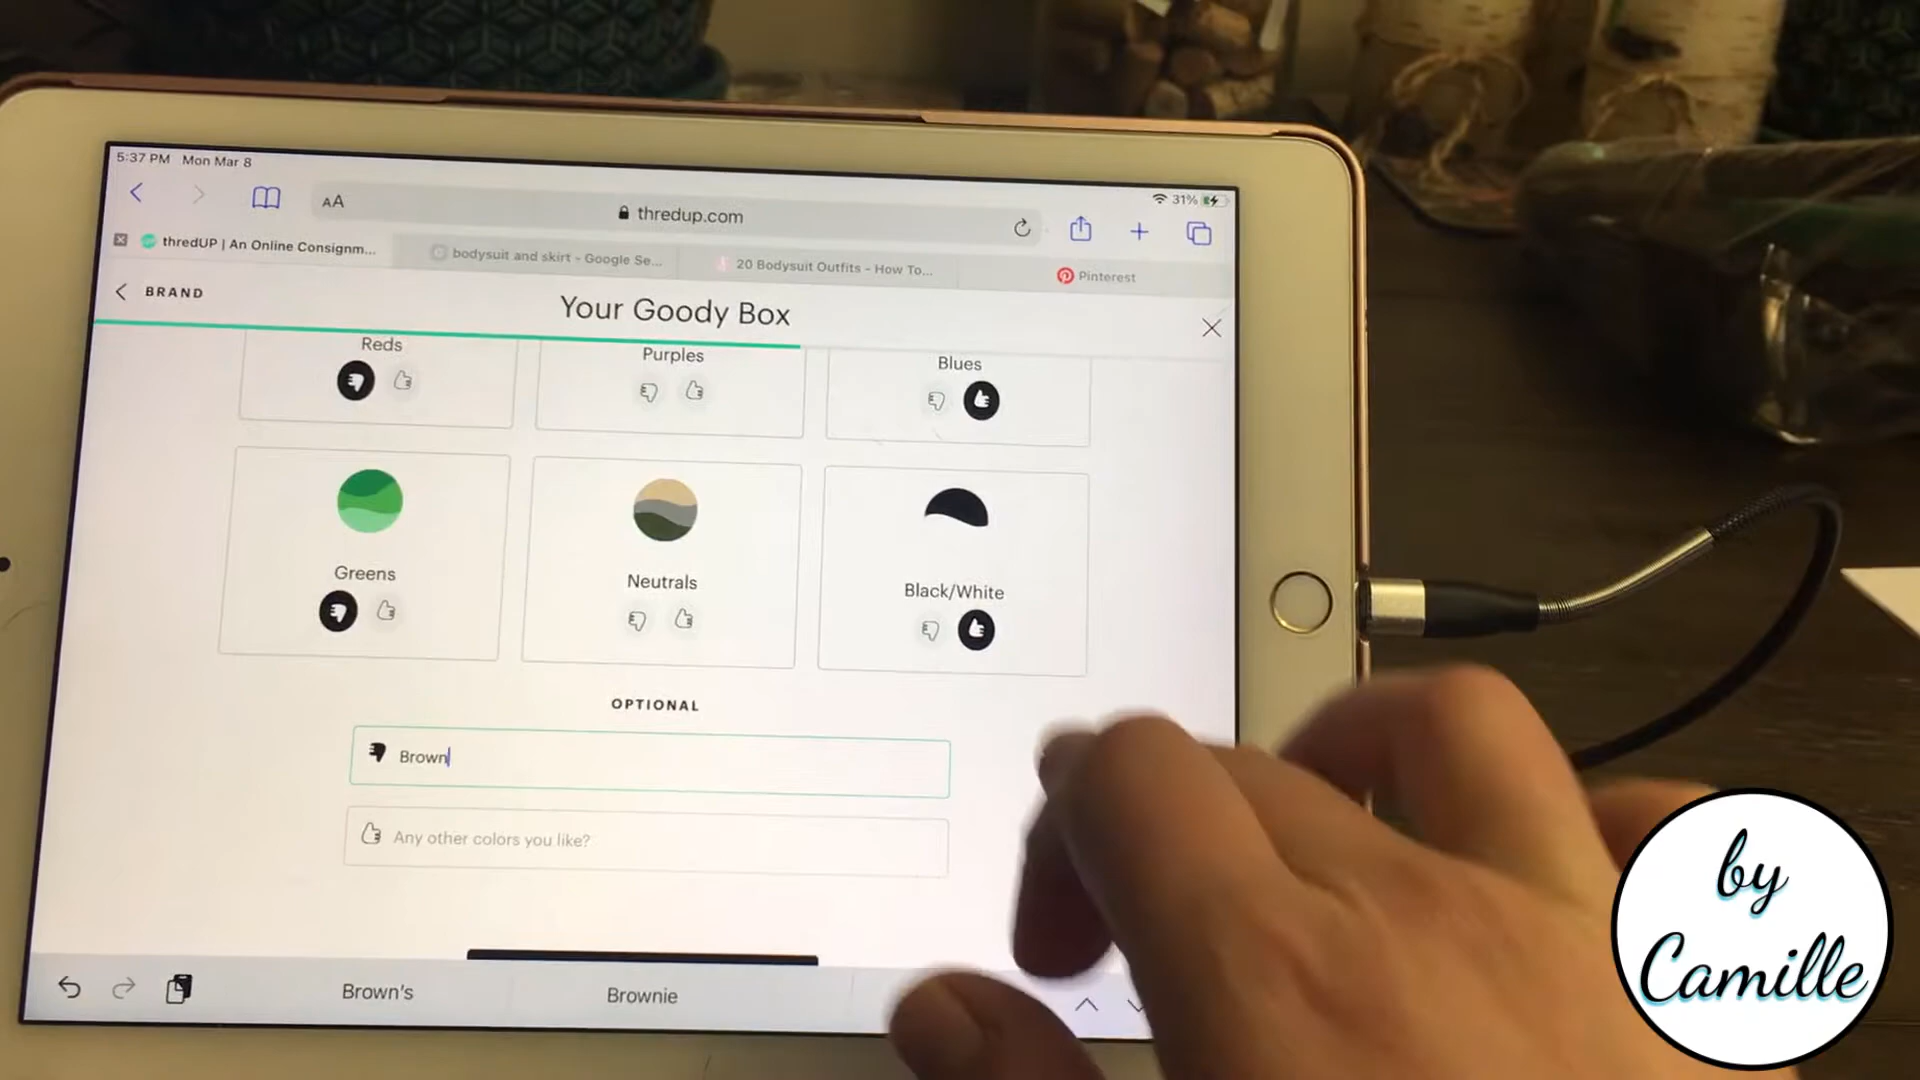 5:37 PM Mon Mar 8
31%
AA
thredup.com
thredUP | An Online Consignm...
bodysuit and skirt - Google Se...
20 Bodysuit Outfits - How To...
Pinterest
BRAND
Your Goody Box
Reds
Purples
Blues
Greens
Neutrals
Black/White
OPTIONAL
Brown
Any other colors you like?
Brown's
Brownie
by
Camille